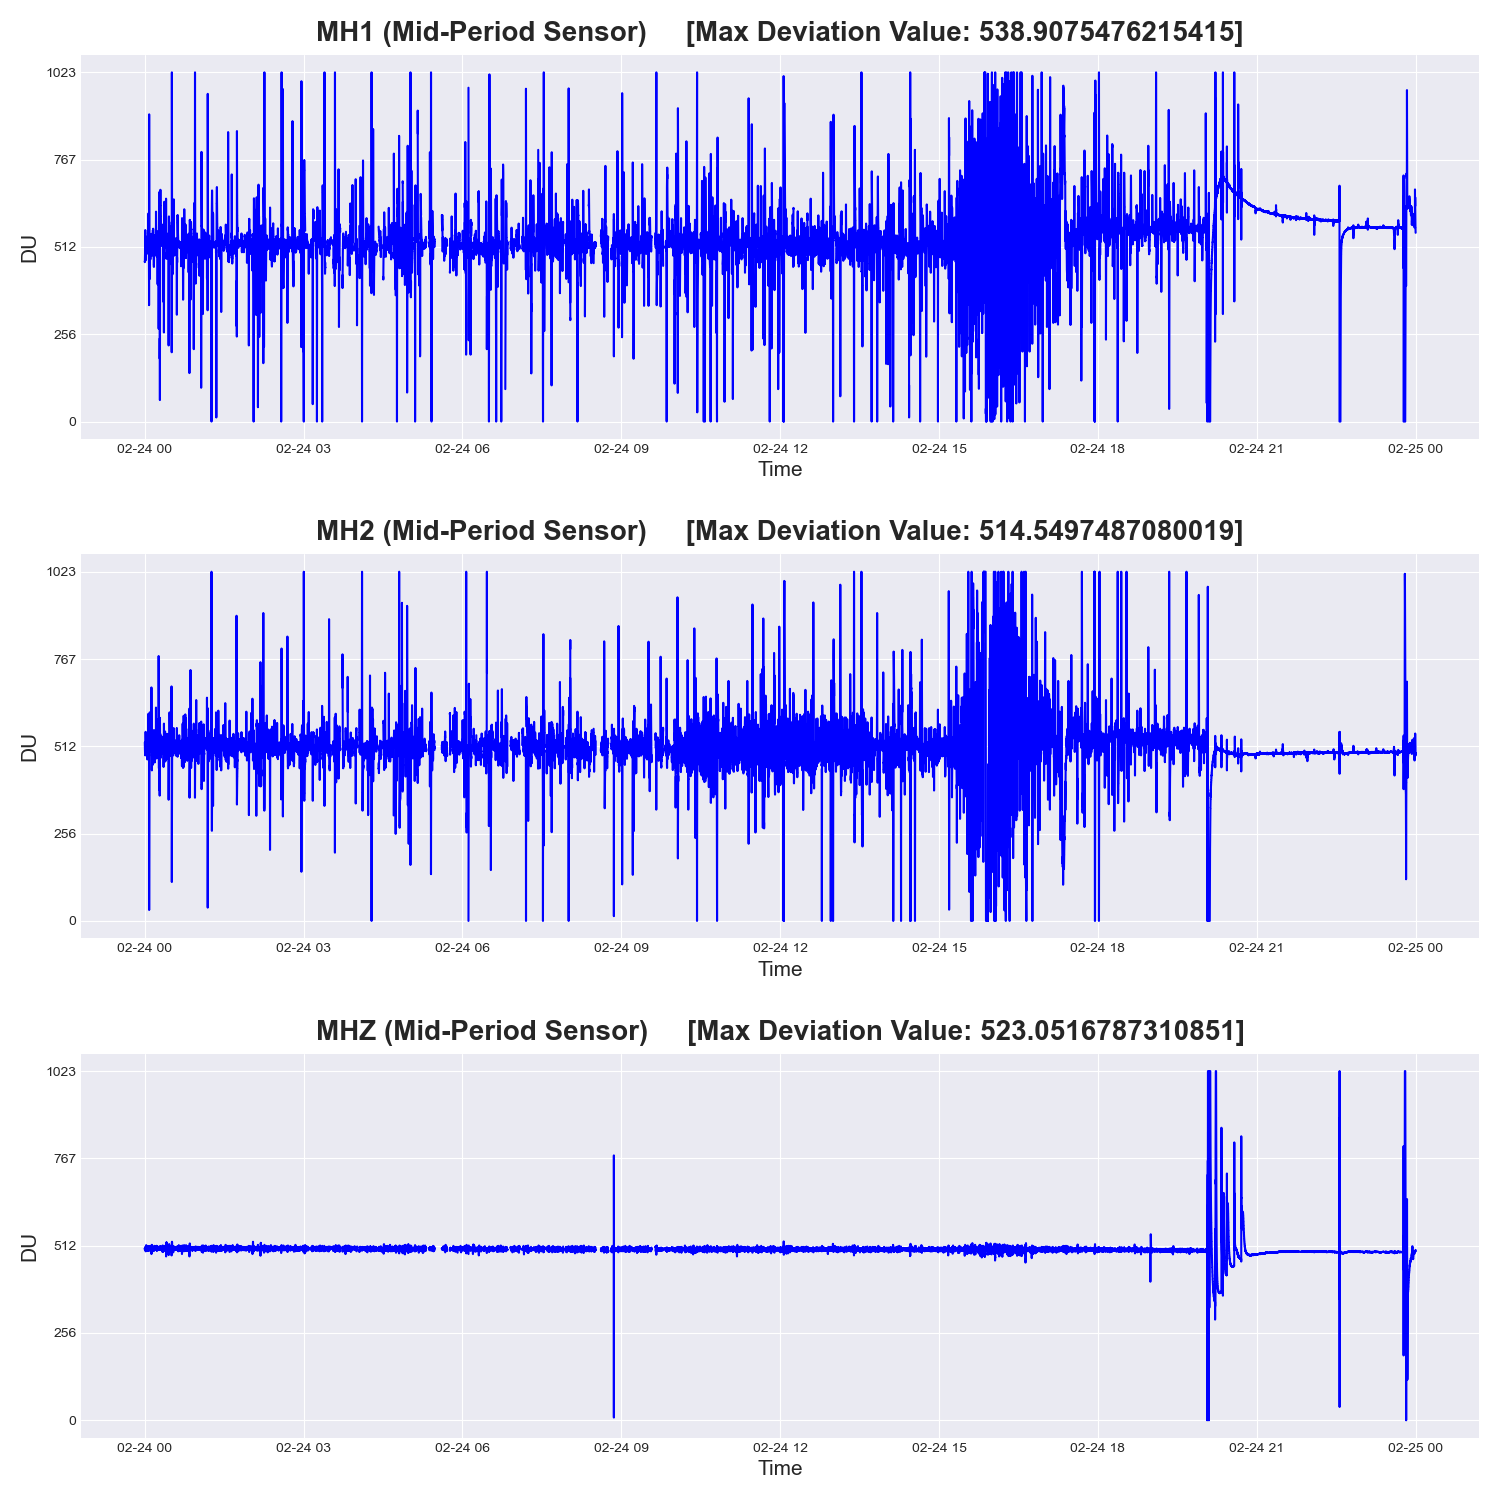 MH1 (Mid-Period Sensor) [Max Deviation Value: 538.9075476215415]
1023
767
512
256
0
DU
02-24 00 02-24 03 02-24 06 02-24 09 02-24 12 02-24 15 02-24 18 02-24 21 02-25 00
Time
MH2 (Mid-Period Sensor) [Max Deviation Value: 514.5497487080019]
1023
767
512
256
0
DU
02-24 00 02-24 03 02-24 06 02-24 09 02-24 12 02-24 15 02-24 18 02-24 21 02-25 00
Time
MHZ (Mid-Period Sensor) [Max Deviation Value: 523.0516787310851]
1023
767
512
256
0
DU
02-24 00 02-24 03 02-24 06 02-24 09 02-24 12 02-24 15 02-24 18 02-24 21 02-25 00
Time